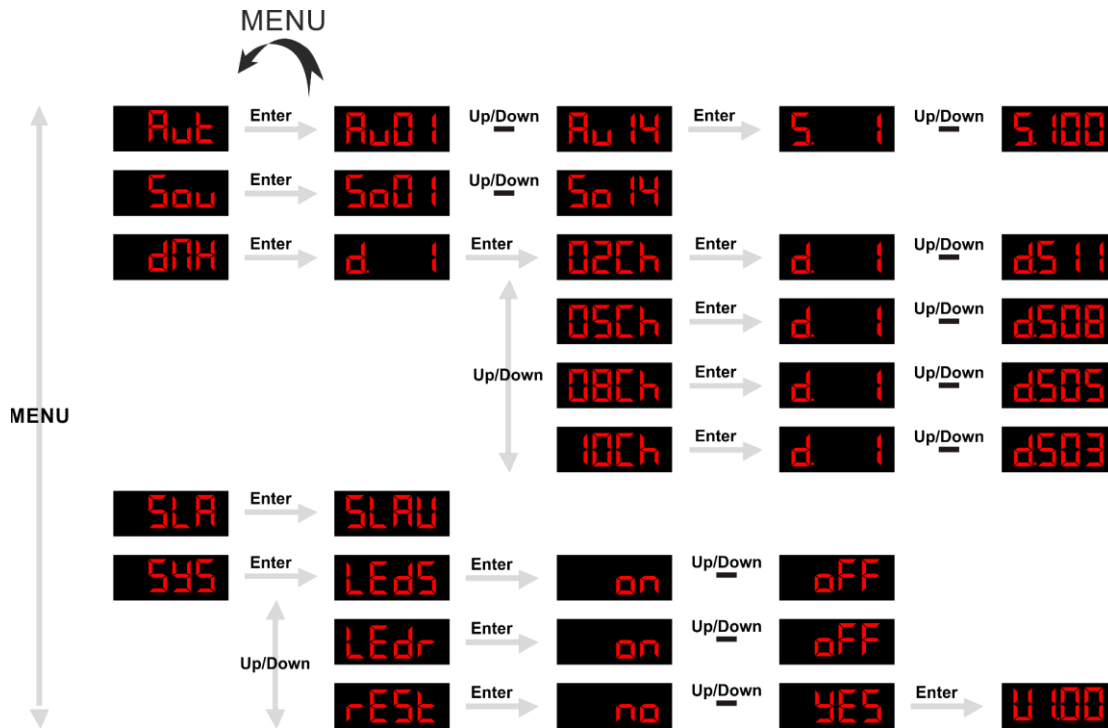 MENU
Aut Enter Au01 Up/Down Au14 Enter S. 1 Up/Down S.100
Sou Enter So01 Up/Down So14
dMX Enter d. 1 Enter 02Ch Enter d. 1 Up/Down d.511
05Ch Enter d. 1 Up/Down d.508
Up/Down
08Ch Enter d. 1 Up/Down d.505
MENU
10Ch Enter d. 1 Up/Down d.503
SLA Enter SLAU
SYS Enter LEdS Enter on Up/Down oFF
LEdr Enter on Up/Down oFF
Up/Down
rESt Enter no Up/Down YES Enter U1.00